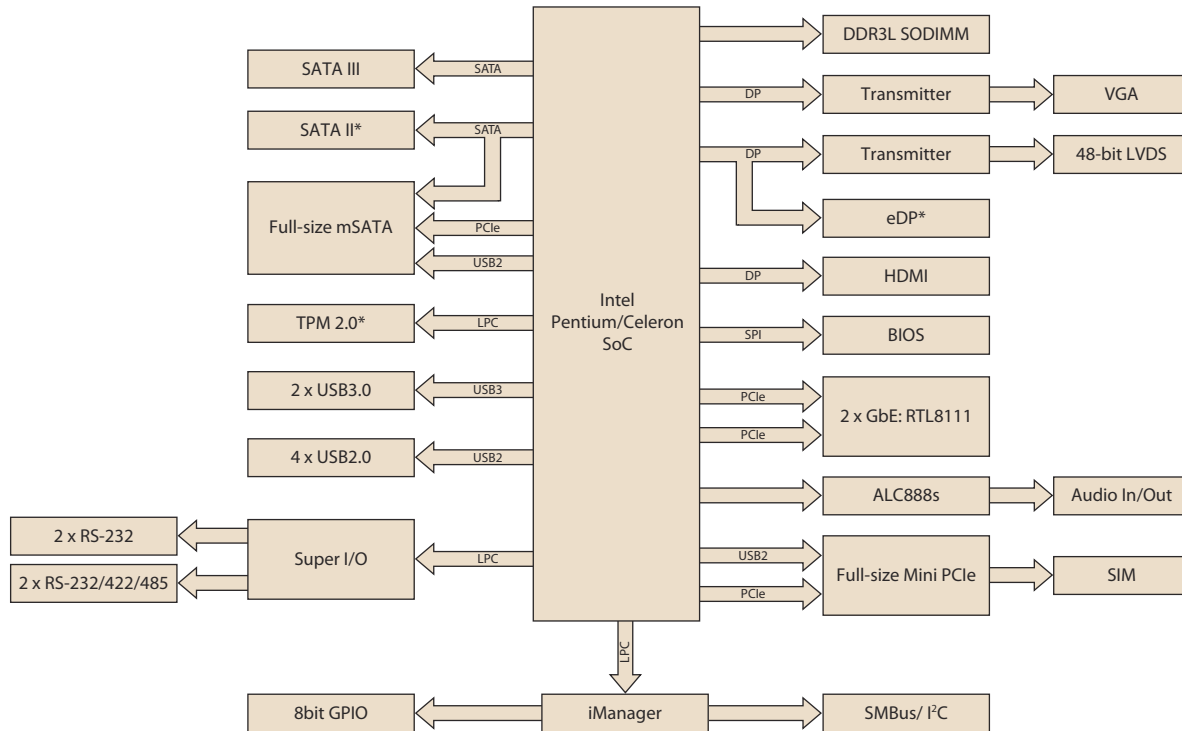 DDR3L SODIMM
SATA III
SATA
DP
Transmitter
VGA
SATA II*
SATA
DP
Transmitter
48-bit LVDS
Full-size mSATA
PCIe
USB2
eDP*
DP
HDMI
Intel
Pentium/Celeron
SoC
TPM 2.0*
LPC
SPI
BIOS
2 x USB3.0
USB3
PCIe
PCIe
2 x GbE: RTL8111
4 x USB2.0
USB2
ALC888s
Audio In/Out
2 x RS-232
2 x RS-232/422/485
Super I/O
LPC
USB2
PCIe
Full-size Mini PCIe
SIM
LPC
8bit GPIO
iManager
SMBus/ I²C